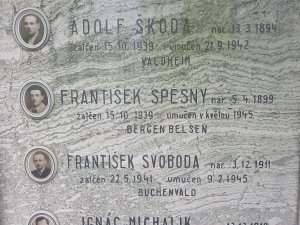 ADOLF ŠKODA nar. 13.3.1894
zatčen 15.10.1939 umučen 21.9.1942
VALDHEIM
FRANTIŠEK SPĚŠNY nar. 5.4.1899
zatčen 15.10.1939 umučen v květnu 1945
BERGEN BELSEN
FRANTIŠEK SVOBODA nar. 3.12.1911
zatčen 22.5.1941 umučen 9.2.1945
BUCHENVALD
IGNÁC MICHALIK